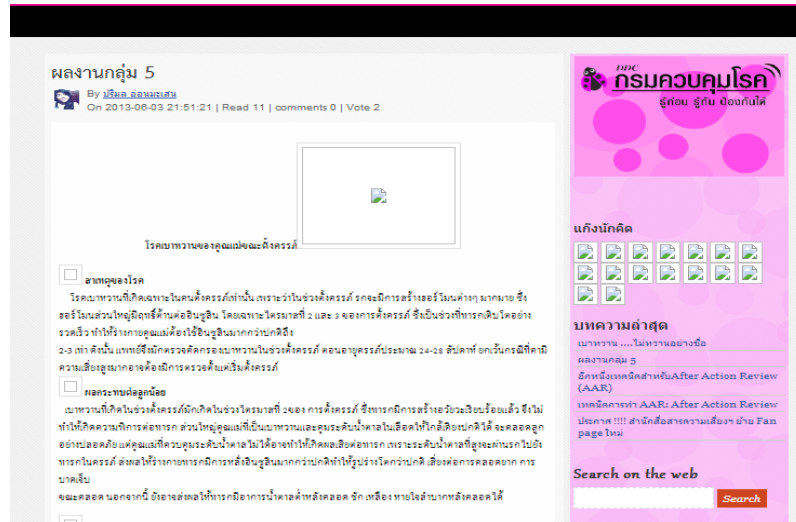 ผลงานกลุ่ม 5
By ปริมล อ่อนมะเสน
On 2013-06-03 21:51:21 | Read 11 | comments 0 | Vote 2
โรคเบาหวานของคุณแม่ขณะตั้งครรภ์
สาเหตุของโรค
โรคเบาหวานที่เกิดเฉพาะในคนตั้งครรภ์เท่านั้น เพราะว่าในช่วงตั้งครรภ์ รกจะมีการสร้างฮอร์โมนต่างๆ มากมาย ซึ่ง
ฮอร์โมนส่วนใหญ่มีฤทธิ์ต้านต่ออินซูลิน โดยเฉพาะไตรมาสที่ 2 และ 3 ของการตั้งครรภ์ ซึ่งเป็นช่วงที่ทารกเติบโตอย่าง
รวดเร็ว ทำให้ร่างกายคุณแม่ต้องใช้อินซูลินมากกว่าปกติถึง
2-3 เท่า ดังนั้น แพทย์จึงมักตรวจคัดกรองเบาหวานในช่วงตั้งครรภ์ ตอนอายุครรภ์ประมาณ 24-28 สัปดาห์ ยกเว้นกรณีที่คามี
ความเสี่ยงสูงมากอาจต้องมีการตรวจตั้งแต่เริ่มตั้งครรภ์
ผลกระทบต่อลูกน้อย
เบาหวานที่เกิดในช่วงตั้งครรภ์มักเกิดในช่วงไตรมาสที่ 2ของ การตั้งครรภ์ ซึ่งทารกมีการสร้างอวัยวะเรียบร้อยแล้ว จึงไม่
ทำให้เกิดความพิการต่อทารก ส่วนใหญ่คุณแม่ที่เป็นเบาหวานและคุมระดับน้ำตาลในเลือดให้ใกล้เคียงปกติได้ จะคลอดลูก
อย่างปลอดภัย แต่คุณแม่ที่ควบคุมระดับน้ำตาลไม่ได้อาจทำให้เกิดผลเสียต่อทารก เพราะระดับน้ำตาลที่สูงจะผ่านรกไปยัง
ทารกในครรภ์ ส่งผลให้ร่างกายทารกมีการหลั่งอินซูลินมากกว่าปกติทำให้รูปร่างโตกว่าปกติ เสี่ยงต่อการคลอดยาก การ
บาดเจ็บ
ขณะคลอด นอกจากนี้ ยังอาจส่งผลให้ทารกมีอาการน้ำตาลต่ำหลังคลอด ชัก เหลือง หายใจลำบากหลังคลอดได้
DDC
กรมควบคุมโรค
รู้ก่อน รู้ทัน ป้องกันได้
แก๊งนักคิด
บทความล่าสุด
เบาหวาน ....ไม่หวานอย่างชื่อ
ผลงานกลุ่ม 5
อีกหนึ่งเทคนิคสำหรับAfter Action Review
(AAR)
เทคนิคการทำ AAR: After Action Review
ประกาศ !!!! สำนักสื่อสารความเสี่ยงฯ ย้าย Fan
page ใหม่
Search on the web
Search